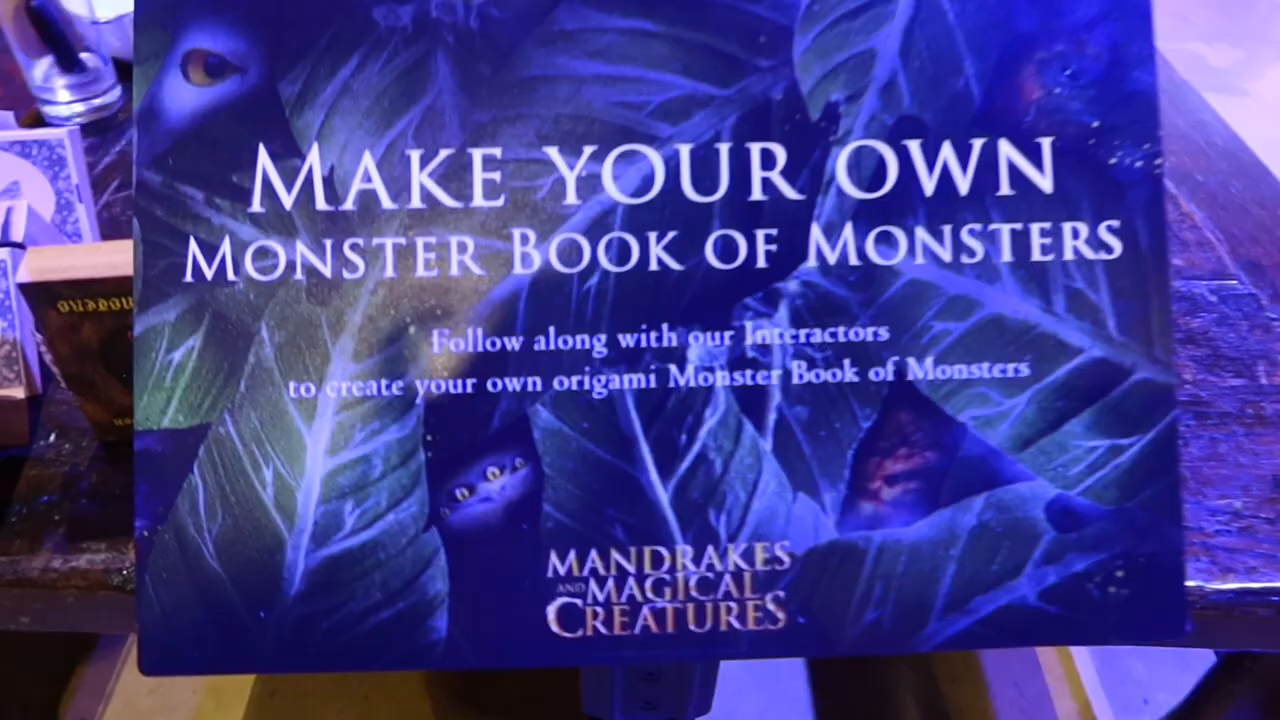 MAKE YOUR OWN
MONSTER BOOK OF MONSTERS
Follow along with our Interactors
to create your own origami Monster Book of Monsters
MANDRAKES
AND MAGICAL
CREATURES